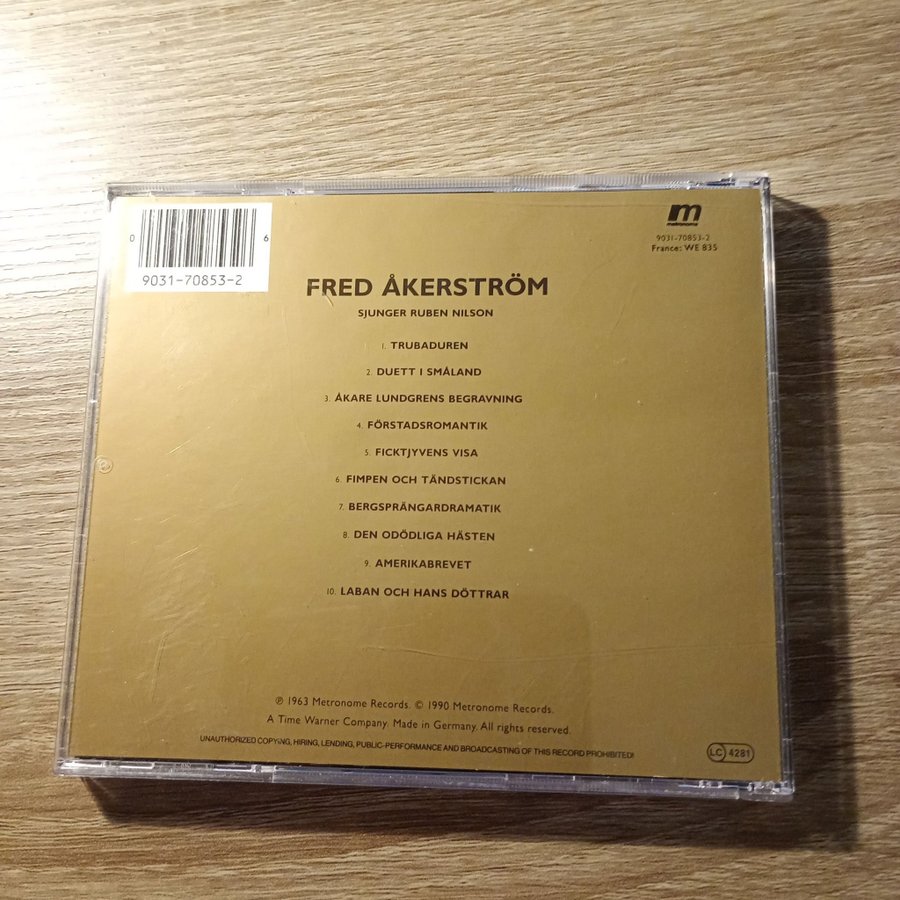 0 6
9031-70853-2
m
metronome
9031-70853-2
France: WE 835
FRED ÅKERSTRÖM
SJUNGER RUBEN NILSON
1. TRUBADUREN
2. DUETT I SMÅLAND
3. ÅKARE LUNDGRENS BEGRAVNING
4. FÖRSTADSROMANTIK
5. FICKTJYVENS VISA
6. FIMPEN OCH TÄNDSTICKAN
7. BERGSPRÄNGARDRAMATIK
8. DEN ODÖDLIGA HÄSTEN
9. AMERIKABREVET
10. LABAN OCH HANS DÖTTRAR
℗ 1963 Metronome Records. © 1990 Metronome Records.
A Time Warner Company. Made in Germany. All rights reserved.
UNAUTHORIZED COPYING, HIRING, LENDING, PUBLIC-PERFORMANCE AND BROADCASTING OF THIS RECORD PROHIBITED!
LC 4281